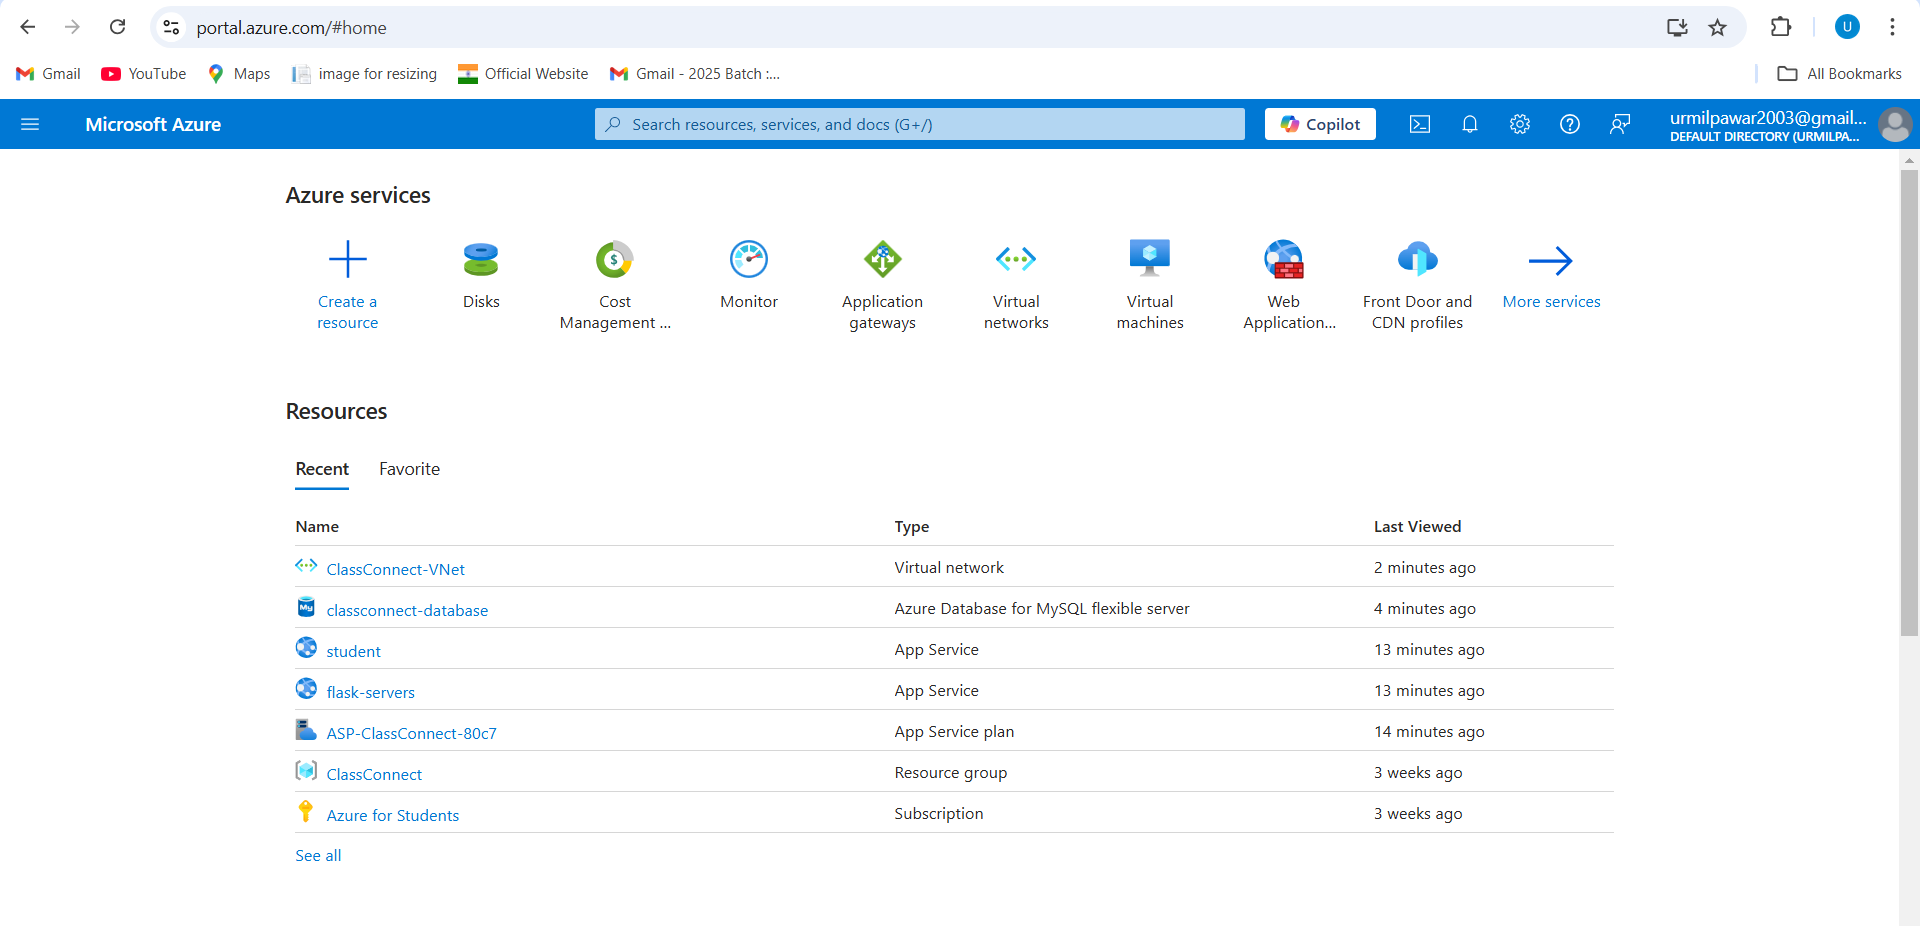 portal.azure.com/#home
U
Gmail YouTube Maps image for resizing Official Website Gmail - 2025 Batch :... All Bookmarks
Microsoft Azure Search resources, services, and docs (G+/) Copilot urmilpawar2003@gmail...
DEFAULT DIRECTORY (URMILPA...
Azure services
Create a resource
Disks
Cost Management ...
Monitor
Application gateways
Virtual networks
Virtual machines
Web Application...
Front Door and CDN profiles
More services
Resources
Recent Favorite
Name Type Last Viewed
ClassConnect-VNet Virtual network 2 minutes ago
My classconnect-database Azure Database for MySQL flexible server 4 minutes ago
student App Service 13 minutes ago
flask-servers App Service 13 minutes ago
ASP-ClassConnect-80c7 App Service plan 14 minutes ago
ClassConnect Resource group 3 weeks ago
Azure for Students Subscription 3 weeks ago
See all